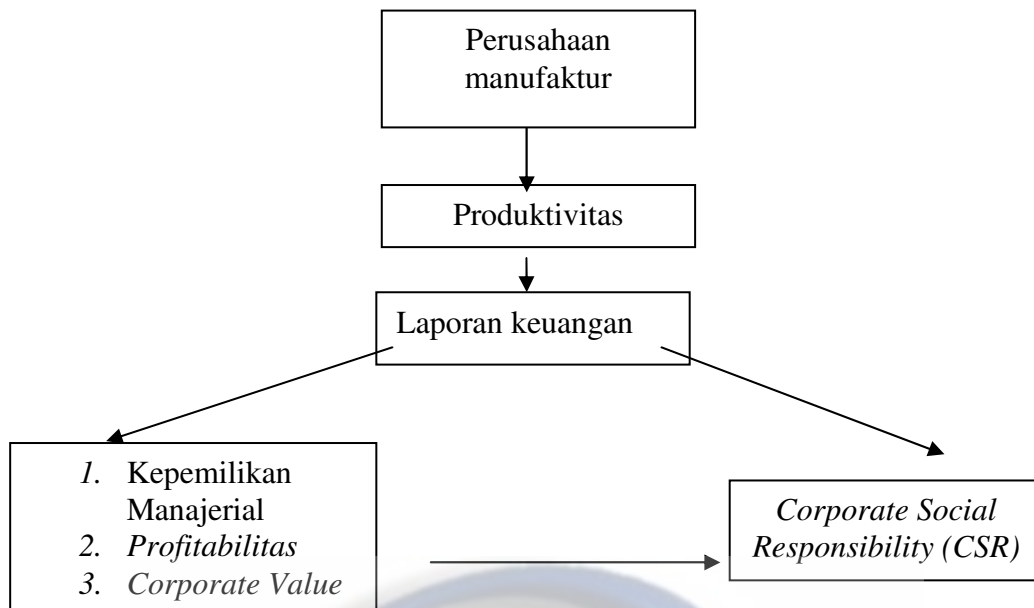 Perusahaan
manufaktur
Produktivitas
Laporan keuangan
1. Kepemilikan
Manajerial
2. Profitabilitas
3. Corporate Value
Corporate Social
Responsibility (CSR)